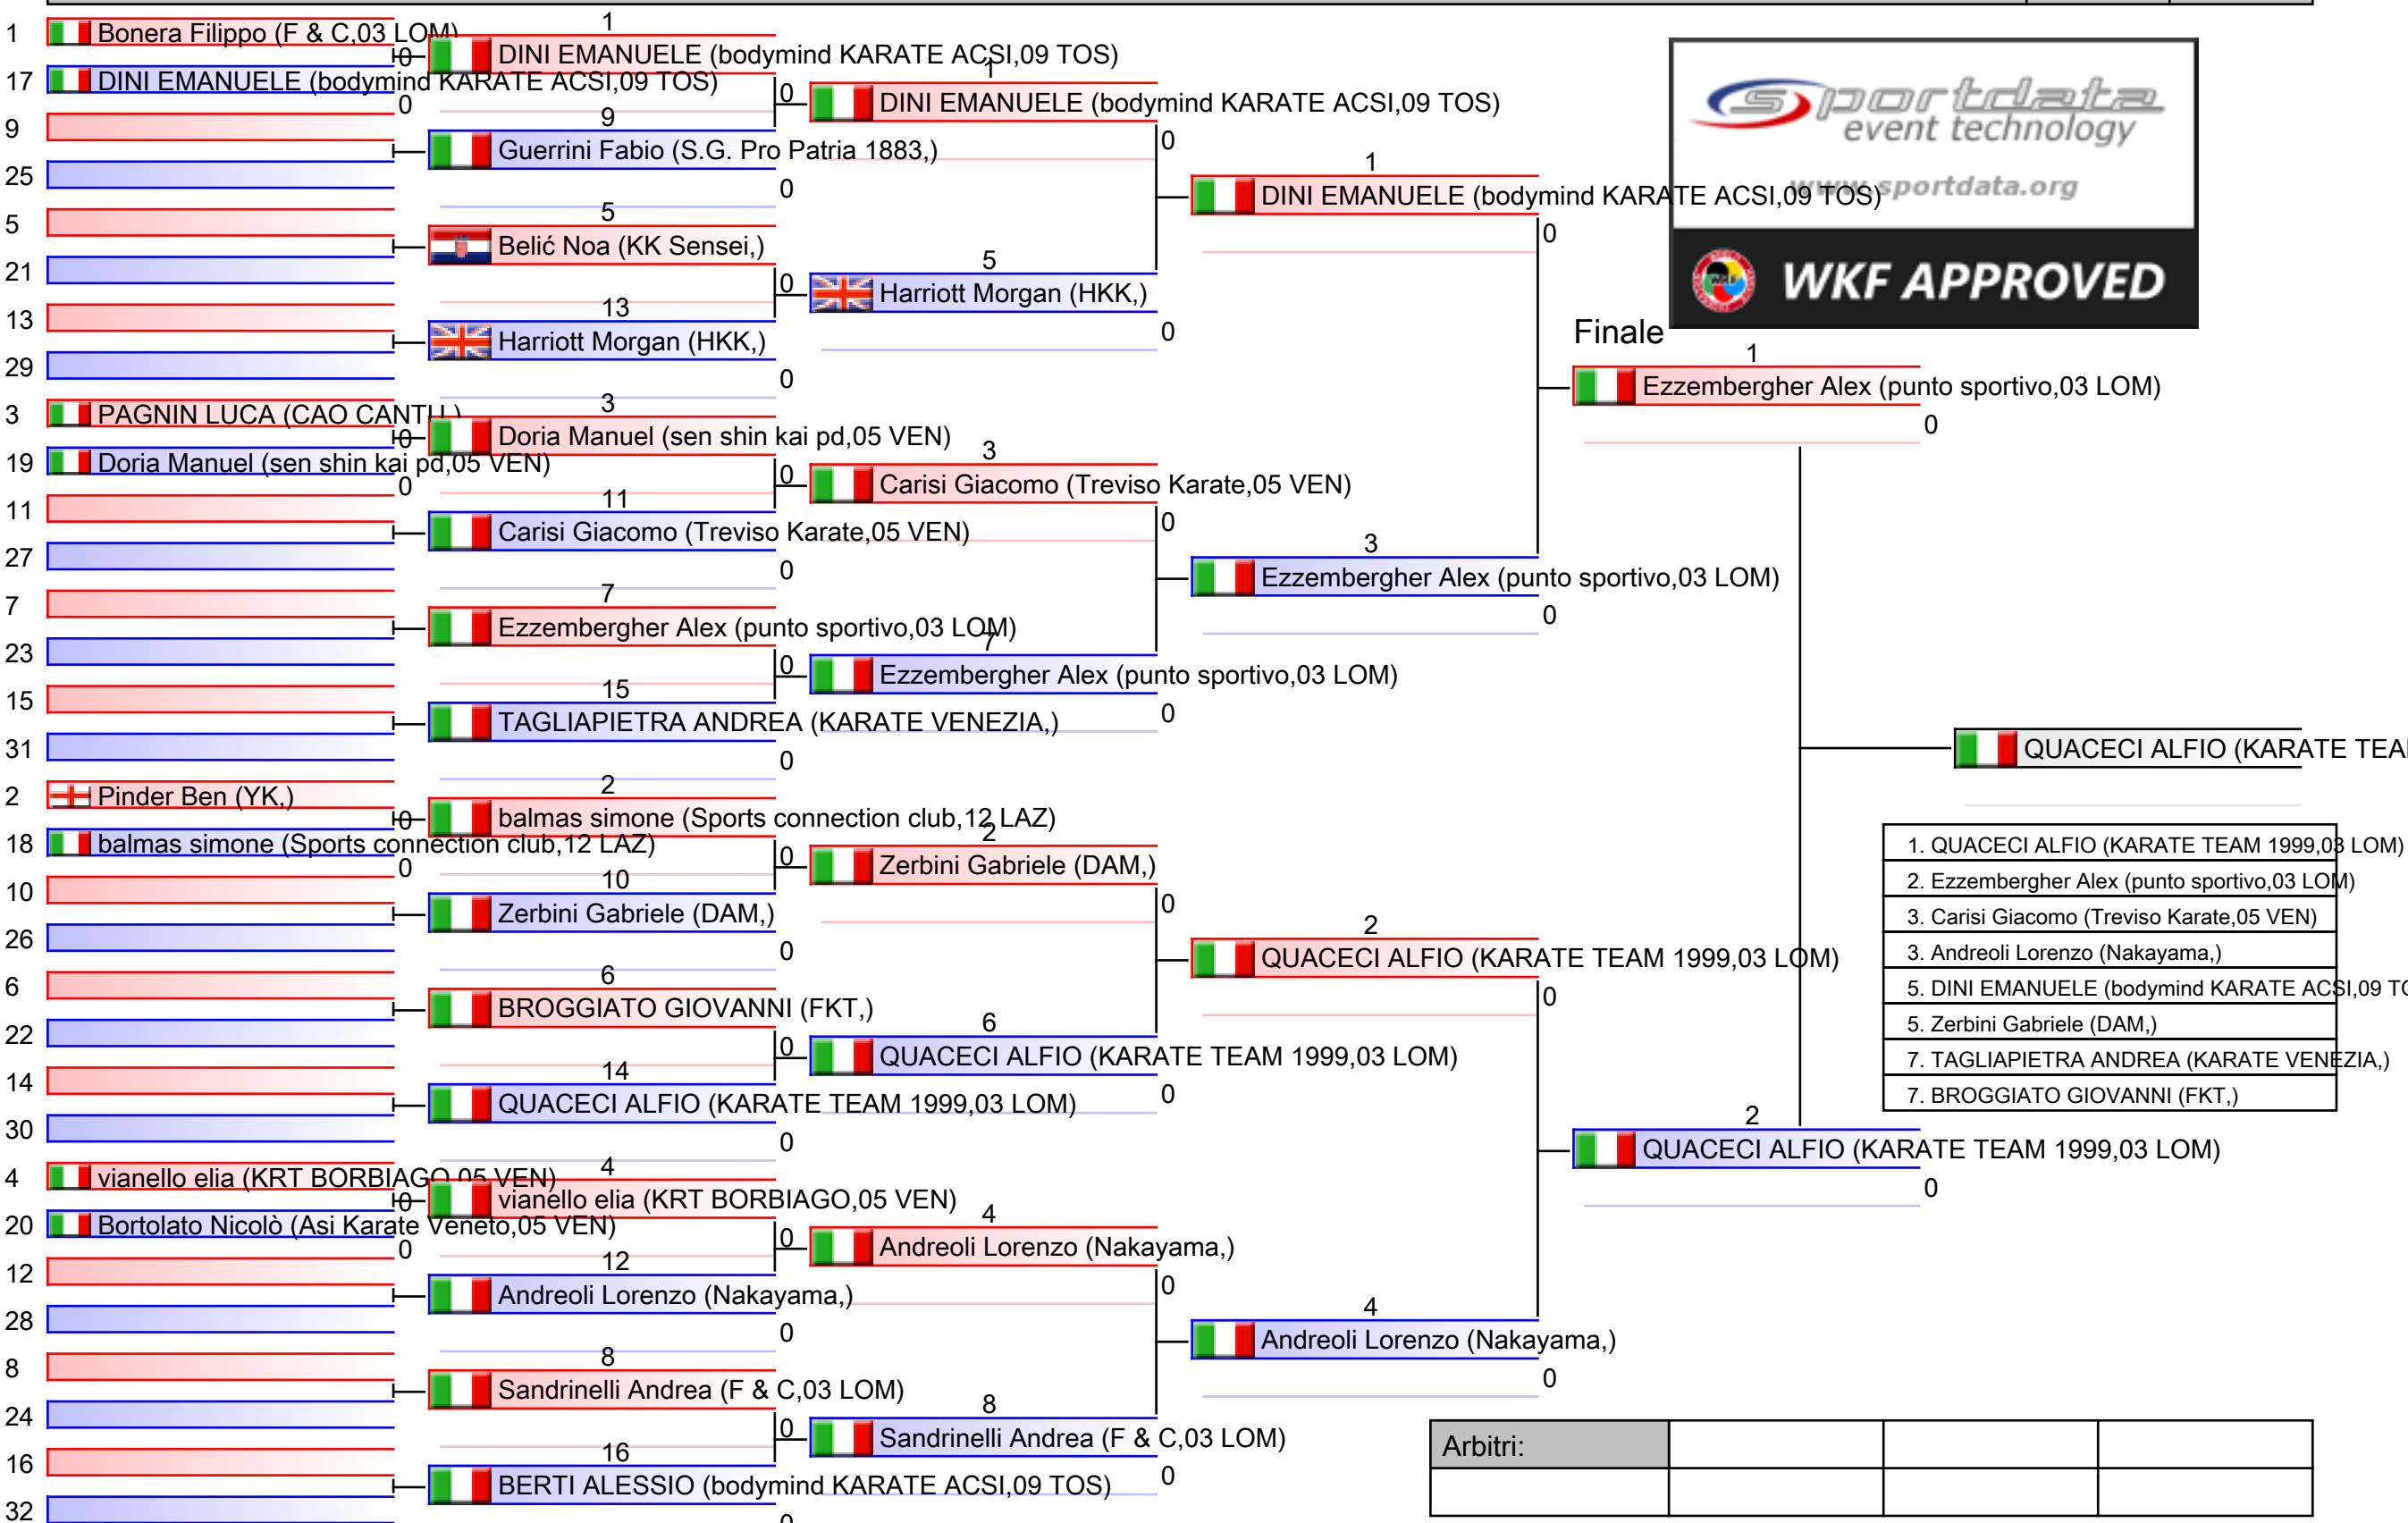 1 Bonera Filippo (F & C,03 LOM)
0
17 DINI EMANUELE (bodymind KARATE ACSI,09 TOS)
0
9
25
5
21
13
29
3 PAGNIN LUCA (CAO CANTU,)
0
19 Doria Manuel (sen shin kai pd,05 VEN)
0
11
27
7
23
15
31
2 Pinder Ben (YK,)
0
18 balmas simone (Sports connection club,12 LAZ)
0
10
26
6
22
14
30
4 vianello elia (KRT BORBIAGO,05 VEN)
0
20 Bortolato Nicolò (Asi Karate Veneto,05 VEN)
0
12
28
8
24
16
32
1
DINI EMANUELE (bodymind KARATE ACSI,09 TOS)
0
9
Guerrini Fabio (S.G. Pro Patria 1883,)
0
5
Belić Noa (KK Sensei,)
0
13
Harriott Morgan (HKK,)
0
3
Doria Manuel (sen shin kai pd,05 VEN)
0
11
Carisi Giacomo (Treviso Karate,05 VEN)
0
7
Ezzembergher Alex (punto sportivo,03 LOM)
0
15
TAGLIAPIETRA ANDREA (KARATE VENEZIA,)
0
2
balmas simone (Sports connection club,12 LAZ)
0
10
Zerbini Gabriele (DAM,)
0
6
BROGGIATO GIOVANNI (FKT,)
0
14
QUACECI ALFIO (KARATE TEAM 1999,03 LOM)
0
4
vianello elia (KRT BORBIAGO,05 VEN)
0
12
Andreoli Lorenzo (Nakayama,)
0
8
Sandrinelli Andrea (F & C,03 LOM)
0
16
BERTI ALESSIO (bodymind KARATE ACSI,09 TOS)
0
1
DINI EMANUELE (bodymind KARATE ACSI,09 TOS)
0
5
Harriott Morgan (HKK,)
0
3
Carisi Giacomo (Treviso Karate,05 VEN)
0
7
Ezzembergher Alex (punto sportivo,03 LOM)
0
2
Zerbini Gabriele (DAM,)
0
6
QUACECI ALFIO (KARATE TEAM 1999,03 LOM)
0
4
Andreoli Lorenzo (Nakayama,)
0
8
Sandrinelli Andrea (F & C,03 LOM)
0
1
DINI EMANUELE (bodymind KARATE ACSI,09 TOS)
0
3
Ezzembergher Alex (punto sportivo,03 LOM)
0
2
QUACECI ALFIO (KARATE TEAM 1999,03 LOM)
0
4
Andreoli Lorenzo (Nakayama,)
0
sportdata
event technology
www.sportdata.org
WKF APPROVED
Finale
1
Ezzembergher Alex (punto sportivo,03 LOM)
0
2
QUACECI ALFIO (KARATE TEAM 1999,03 LOM)
0
QUACECI ALFIO (KARATE TEA
1. QUACECI ALFIO (KARATE TEAM 1999,03 LOM)
2. Ezzembergher Alex (punto sportivo,03 LOM)
3. Carisi Giacomo (Treviso Karate,05 VEN)
3. Andreoli Lorenzo (Nakayama,)
5. DINI EMANUELE (bodymind KARATE ACSI,09 TO
5. Zerbini Gabriele (DAM,)
7. TAGLIAPIETRA ANDREA (KARATE VENEZIA,)
7. BROGGIATO GIOVANNI (FKT,)
Arbitri: